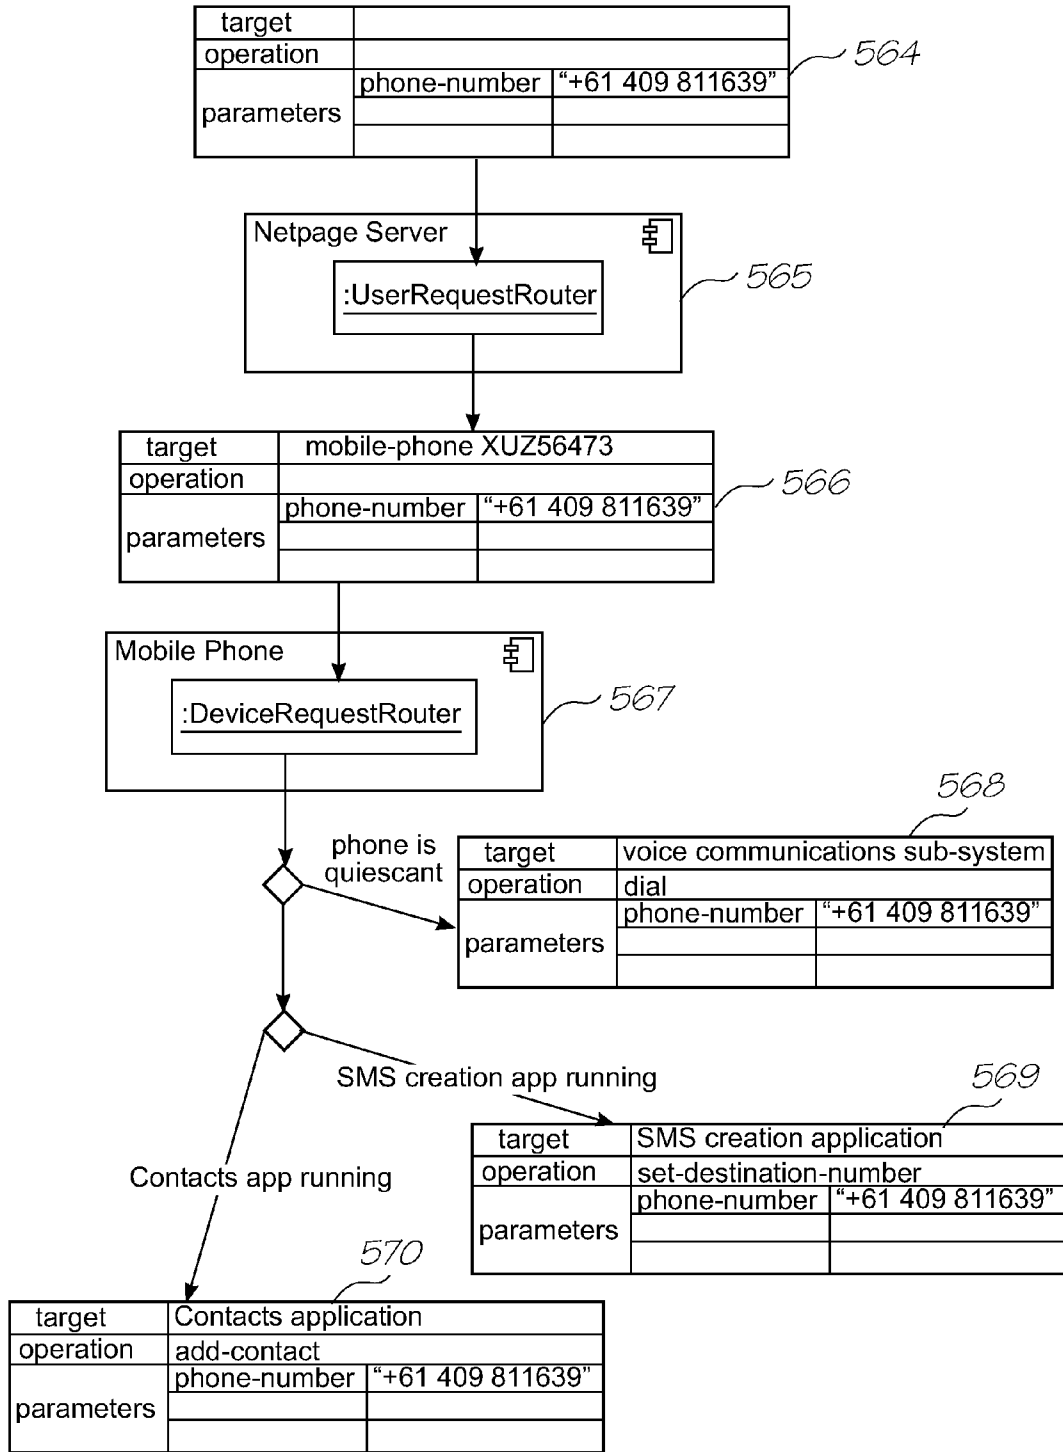 target
operation
564
phone-number "+61 409 811639"
parameters
Netpage Server
565
:UserRequestRouter
target mobile-phone XUZ56473
operation
566
phone-number "+61 409 811639"
parameters
Mobile Phone
567
:DeviceRequestRouter
568
phone is
quiescant
target voice communications sub-system
operation dial
phone-number "+61 409 811639"
parameters
SMS creation app running
569
target SMS creation application
operation set-destination-number
phone-number "+61 409 811639"
parameters
Contacts app running
570
target Contacts application
operation add-contact
phone-number "+61 409 811639"
parameters